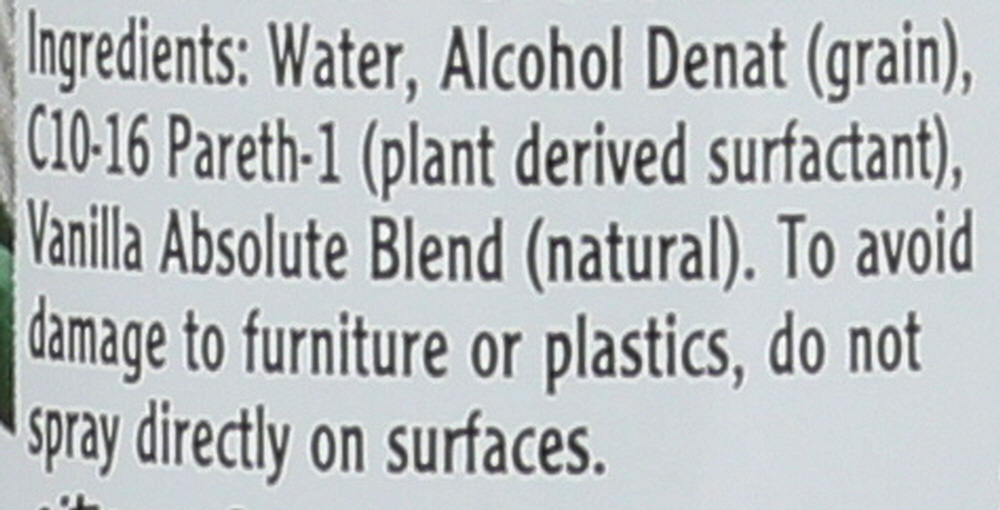 Ingredients: Water, Alcohol Denat (grain),
C10-16 Pareth-1 (plant derived surfactant),
Vanilla Absolute Blend (natural). To avoid
damage to furniture or plastics, do not
spray directly on surfaces.